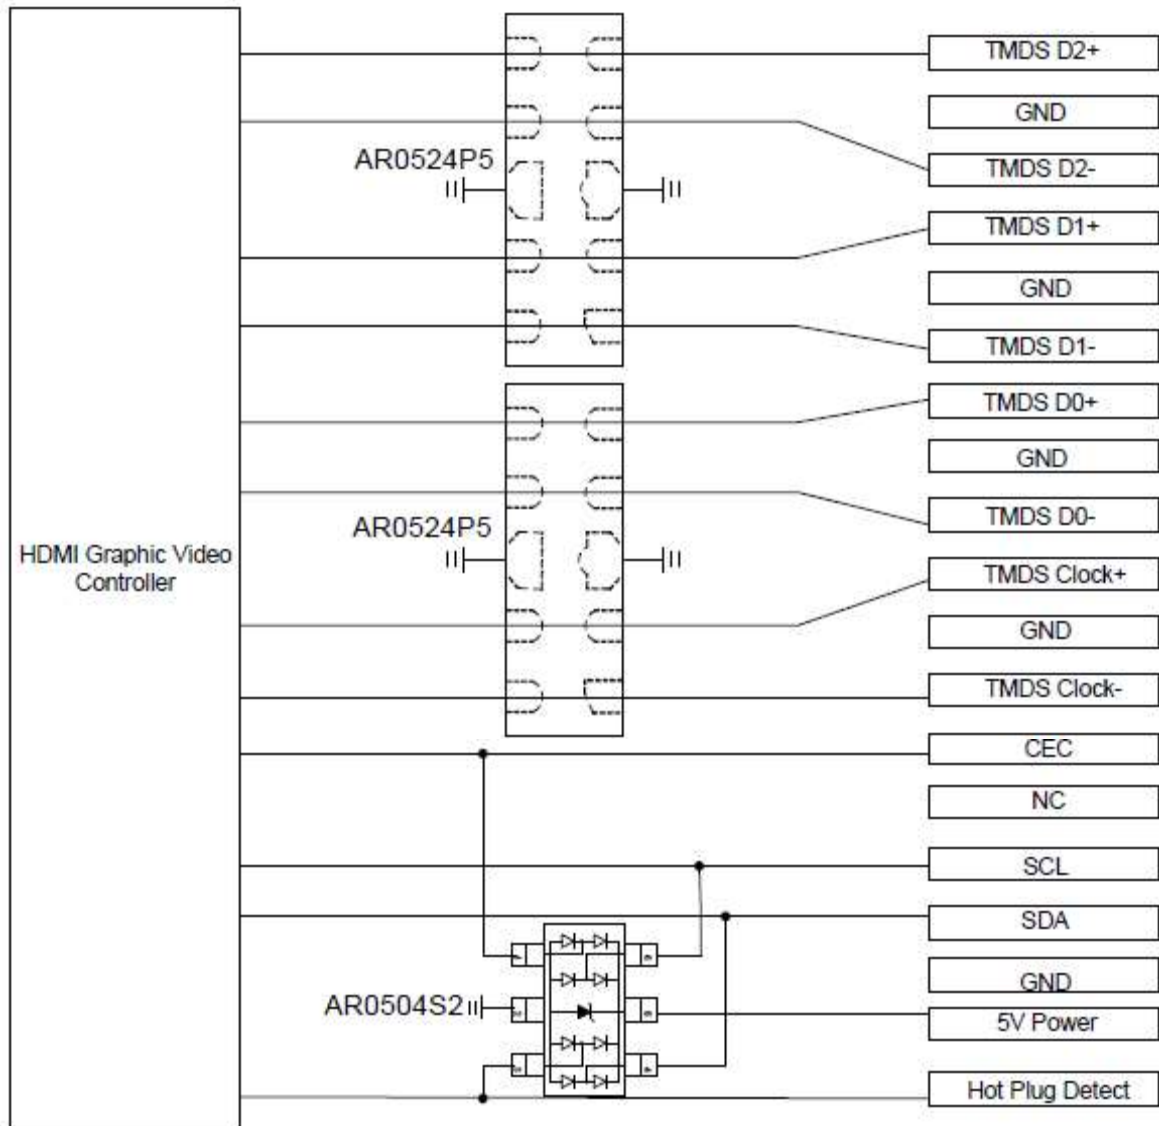 TMDS D2+
GND
AR0524P5
TMDS D2-
TMDS D1+
GND
TMDS D1-
TMDS D0+
GND
AR0524P5
TMDS D0-
HDMI Graphic Video
Controller
TMDS Clock+
GND
TMDS Clock-
CEC
NC
SCL
SDA
GND
AR0504S2
5V Power
Hot Plug Detect